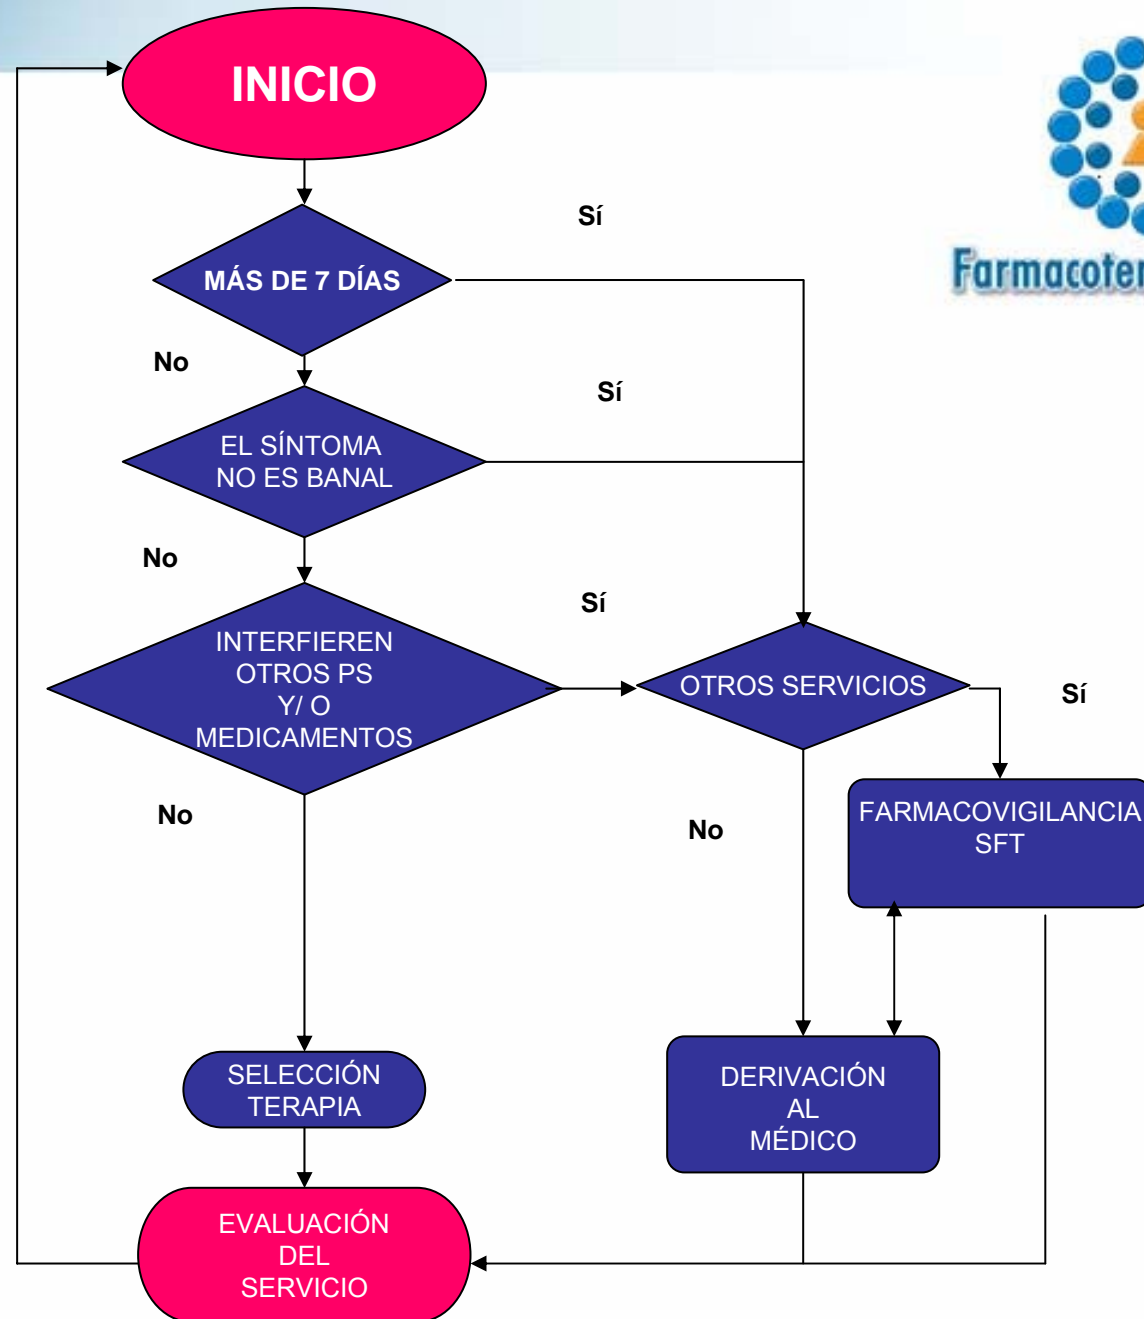 INICIO
Sí
MÁS DE 7 DÍAS
Farmacoter
No
Sí
EL SÍNTOMA
NO ES BANAL
No
Sí
INTERFIEREN
OTROS PS
Y/ O
MEDICAMENTOS
OTROS SERVICIOS
Sí
No
No
FARMACOVIGILANCIA
SFT
SELECCIÓN
TERAPIA
DERIVACIÓN
AL
MÉDICO
EVALUACIÓN
DEL
SERVICIO